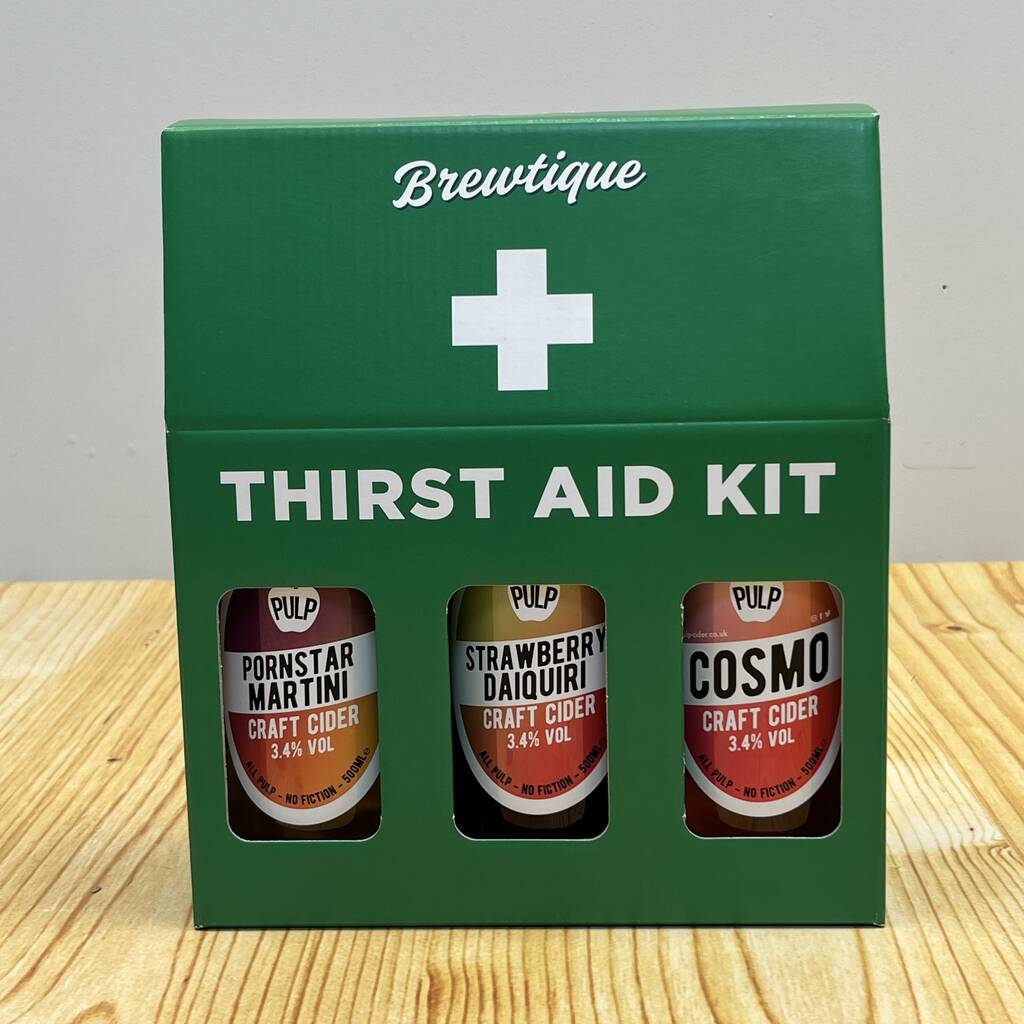 Brewtique
THIRST AID KIT
PULP
PORNSTAR
MARTINI
CRAFT CIDER
3.4% VOL
ALL PULP - NO FICTION - 500ML e
PULP
STRAWBERRY
DAIQUIRI
CRAFT CIDER
3.4% VOL
ALL PULP - NO FICTION - 500ML
PULP
COSMO
CRAFT CIDER
3.4% VOL
ALL PULP - NO FICTION - 500ML